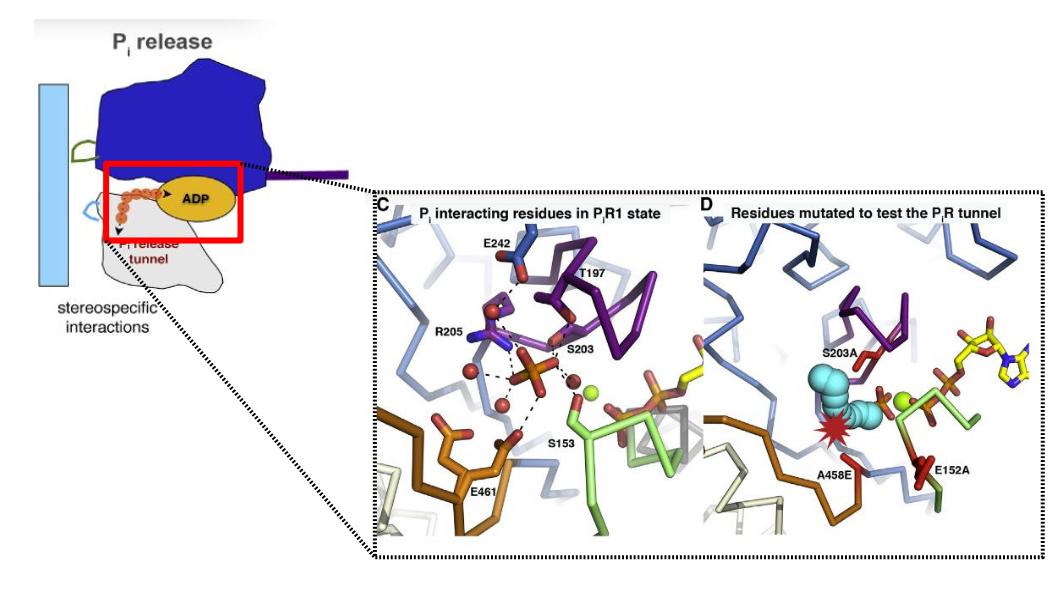 Pi release
ADP
Pi release
tunnel
stereospecific
interactions
C
Pi interacting residues in PiR1 state
E242
T197
R205
S203
S153
E461
D
Residues mutated to test the PiR tunnel
S203A
A458E
E152A